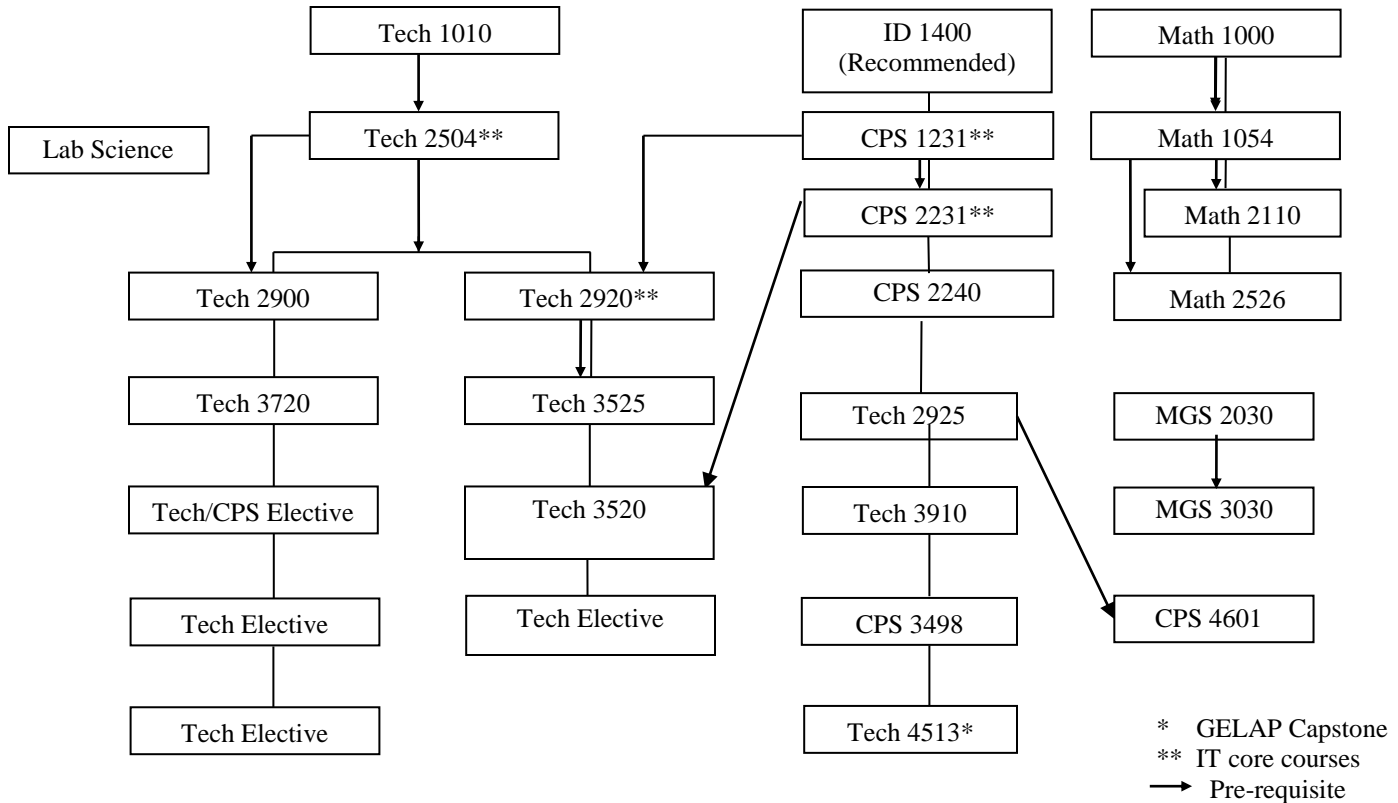 Tech 1010
ID 1400
(Recommended)
Math 1000
Lab Science
Tech 2504**
CPS 1231**
Math 1054
CPS 2231**
Math 2110
Tech 2900
Tech 2920**
CPS 2240
Math 2526
Tech 3720
Tech 3525
Tech 2925
MGS 2030
Tech/CPS Elective
Tech 3520
Tech 3910
MGS 3030
Tech Elective
Tech Elective
CPS 3498
CPS 4601
Tech Elective
Tech 4513*
* GELAP Capstone
** IT core courses
Pre-requisite